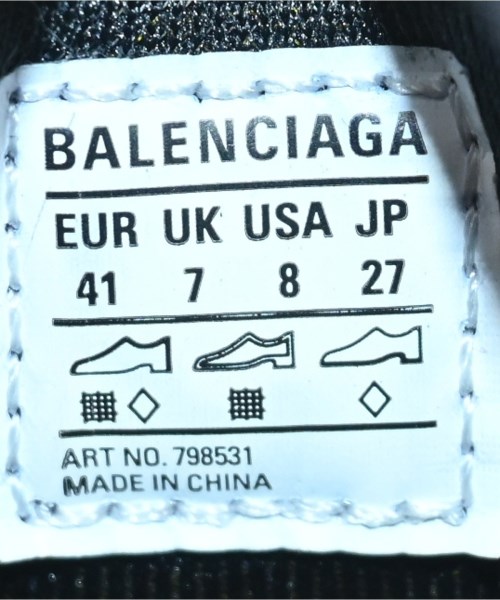 BALENCIAGA
EUR UK USA JP
41 7 8 27
ART NO. 798531
MADE IN CHINA